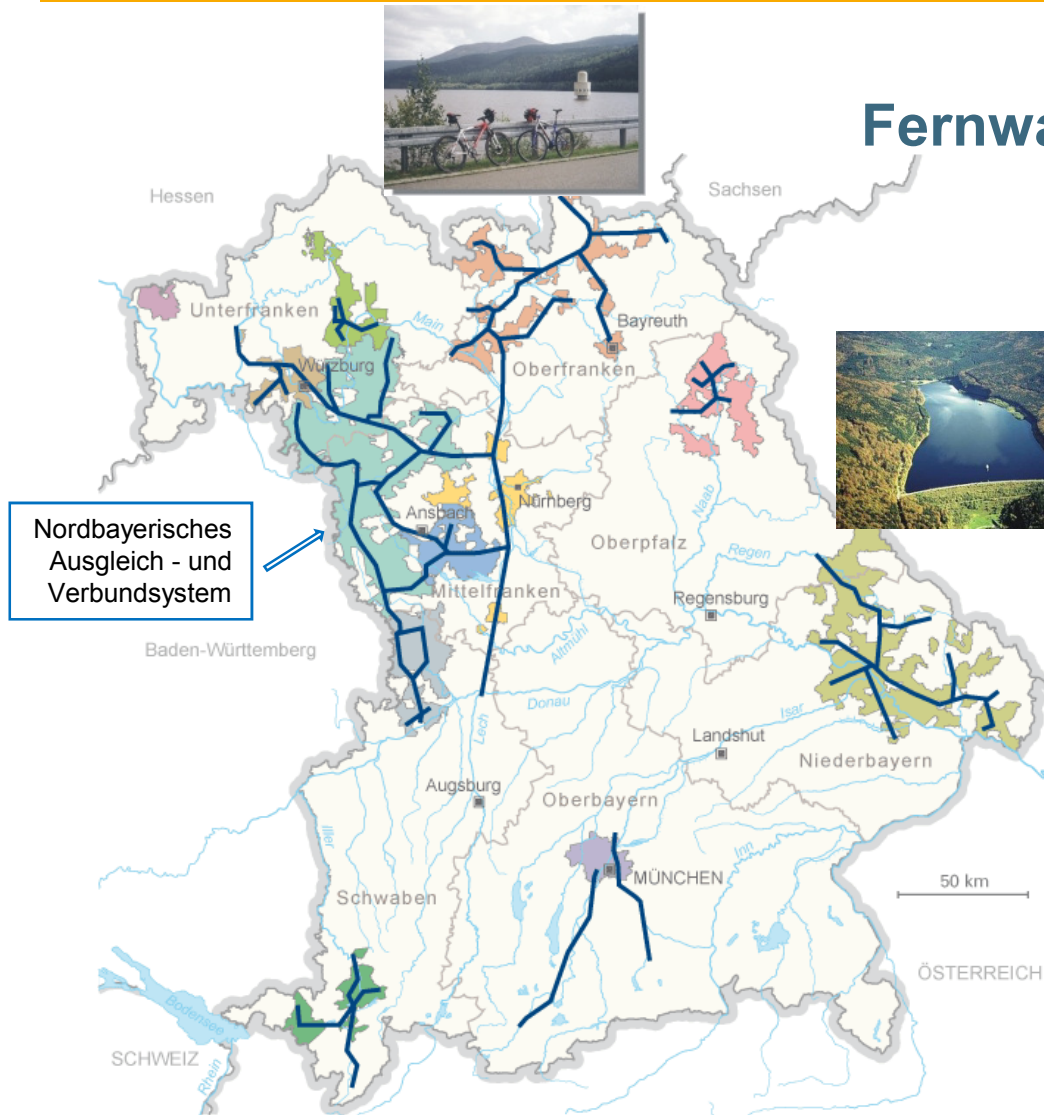 Fernwa
Hessen
Sachsen
Unterfranken
Main
Bayreuth
Würzburg
Oberfranken
Nürnberg
Ansbach
Naab
Nordbayerisches
Ausgleich - und
Verbundsystem
Oberpfalz
Regen
Mittelfranken
Regensburg
Altmühl
Baden-Württemberg
Donau
Isar
Lech
Landshut
Niederbayern
Augsburg
Oberbayern
Iller
Inn
MÜNCHEN
50 km
Schwaben
ÖSTERREICH
Bodensee
SCHWEIZ
Rhein